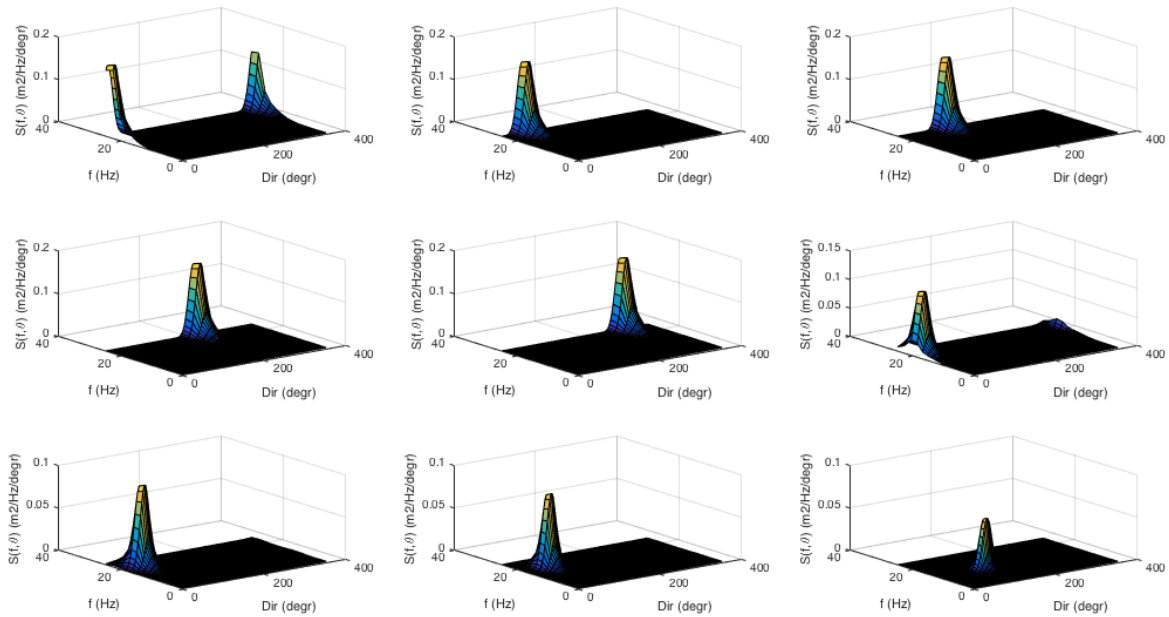 0.2 0.2 0.2
S(f,θ) (m2/Hz/degr) S(f,θ) (m2/Hz/degr) S(f,θ) (m2/Hz/degr)
0.1 0.1 0.1
0 0 0
40 400 40 400 40 400
20 200 20 200 20 200
f (Hz) 0 0 Dir (degr) f (Hz) 0 0 Dir (degr) f (Hz) 0 0 Dir (degr)
0.2 0.2 0.15
S(f,θ) (m2/Hz/degr) S(f,θ) (m2/Hz/degr) S(f,θ) (m2/Hz/degr)
0.1 0.1 0.1
0.05
0 0 0
40 400 40 400 40 400
20 200 20 200 20 200
f (Hz) 0 0 Dir (degr) f (Hz) 0 0 Dir (degr) f (Hz) 0 0 Dir (degr)
0.1 0.1 0.1
S(f,θ) (m2/Hz/degr) S(f,θ) (m2/Hz/degr) S(f,θ) (m2/Hz/degr)
0.05 0.05 0.05
0 0 0
40 400 40 400 40 400
20 200 20 200 20 200
f (Hz) 0 0 Dir (degr) f (Hz) 0 0 Dir (degr) f (Hz) 0 0 Dir (degr)